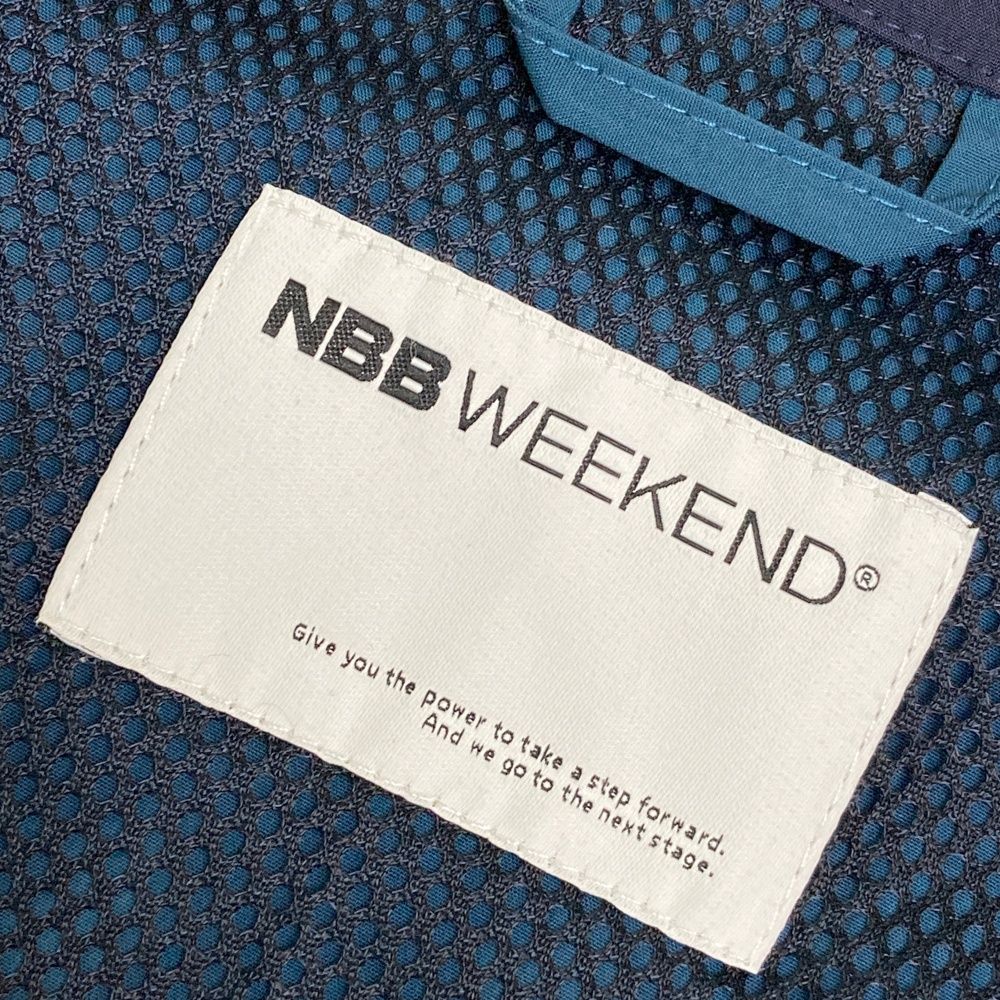 NBB WEEKEND®
Give you the power to take a step forward.
And we go to the next stage.